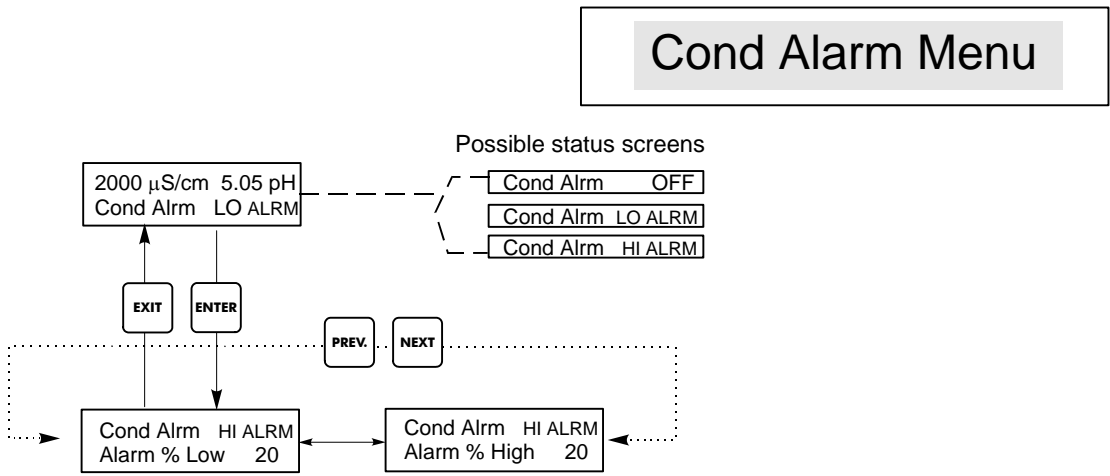 Cond Alarm Menu
Possible status screens
2000 μS/cm 5.05 pH
Cond Alrm LO ALRM
Cond Alrm OFF
Cond Alrm LO ALRM
Cond Alrm HI ALRM
EXIT
ENTER
PREV.
NEXT
Cond Alrm HI ALRM
Alarm % Low 20
Cond Alrm HI ALRM
Alarm % High 20